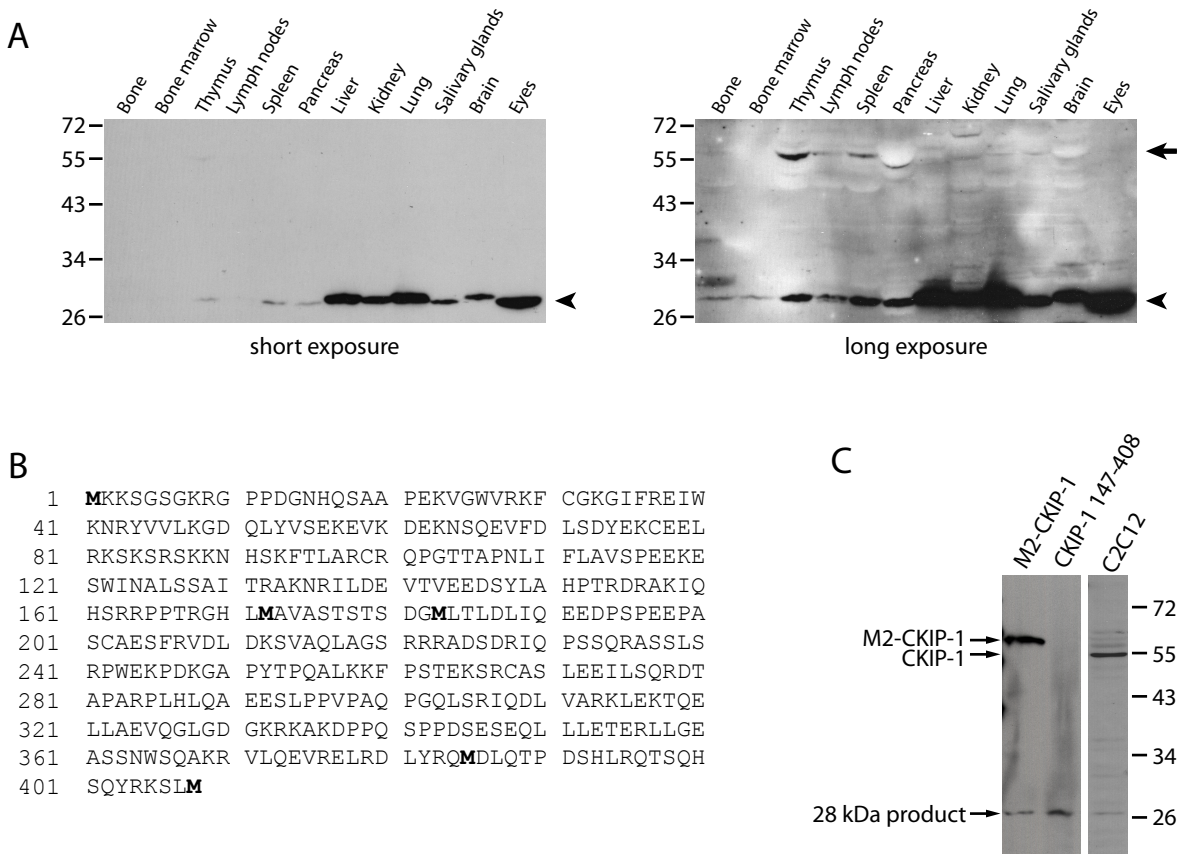 A
Bone
Bone marrow
Thymus
Lymph nodes
Spleen
Pancreas
Liver
Kidney
Lung
Salivary glands
Brain
Eyes
72
55
43
34
26
short exposure
Bone
Bone marrow
Thymus
Lymph nodes
Spleen
Pancreas
Liver
Kidney
Lung
Salivary glands
Brain
Eyes
72
55
43
34
26
long exposure
B
1 MKKSGSGKRG PPDGNHQSAA PEKVGWVRKF CGKGIFREIW
41 KNRYVVLKGD QLYVSEKEVK DEKNSQEVFD LSDYEKCEEL
81 RKSKSRSKKN HSKFTLARCR QPGTTAPNLI FLAVSPEEKE
121 SWINALSSAI TRAKNRILDE VTVEEDSYLA HPTRDRAKIQ
161 HSRRPPTRGH LMAVASTSTS DGMLTLDLIQ EEDPSPEEPA
201 SCAESFRVDL DKSVAQLAGS RRRADSDRIQ PSSQRASSLS
241 RPWEKPDKGA PYTPQALKKF PSTEKSRCAS LEEILSQRDT
281 APARPLHLQA EESLPPVPAQ PGQLSRIQDL VARKLEKTQE
321 LLAEVQGLGD GKRKAKDPPQ SPPDSESEQL LLETERLLGE
361 ASSNWSQAKR VLQEVRELRD LYRQMDLQTP DSHLRQTSQH
401 SQYRKSLM
C
M2-CKIP-1
CKIP-1 147-408
C2C12
M2-CKIP-1
CKIP-1
28 kDa product
72
55
43
34
26